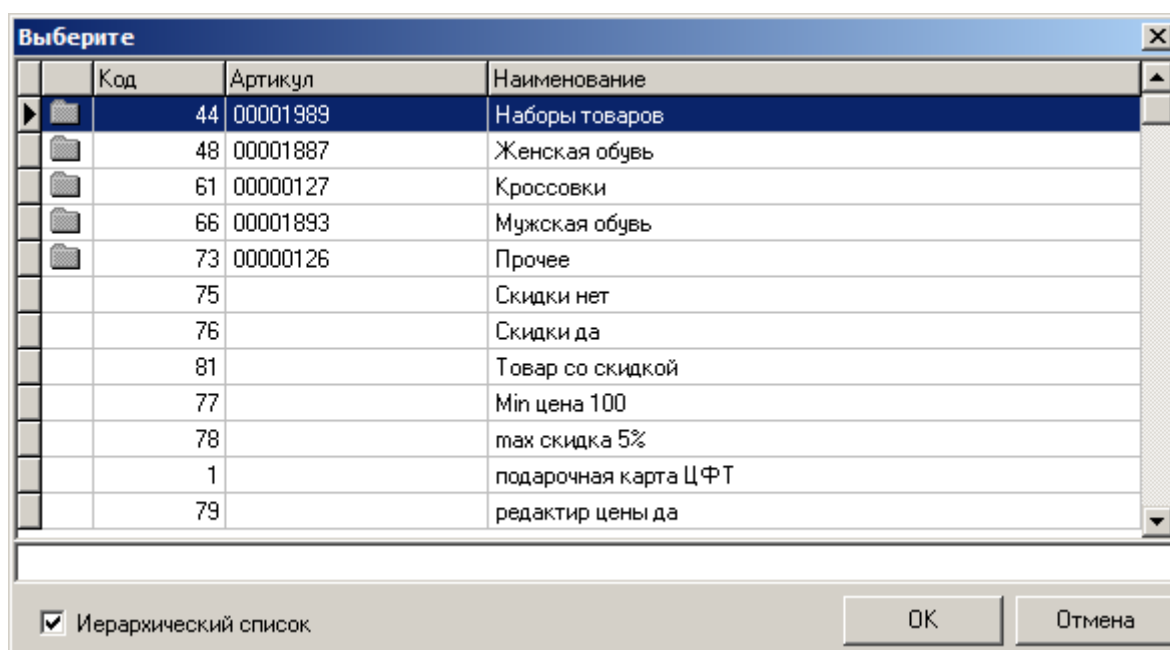 Выберите
Код Артикул Наименование
44 00001989 Наборы товаров
48 00001887 Женская обувь
61 00000127 Кроссовки
66 00001893 Мужская обувь
73 00000126 Прочее
75 Скидки нет
76 Скидки да
81 Товар со скидкой
77 Min цена 100
78 max скидка 5%
1 подарочная карта ЦФТ
79 редактир цены да
Иерархический список OK Отмена